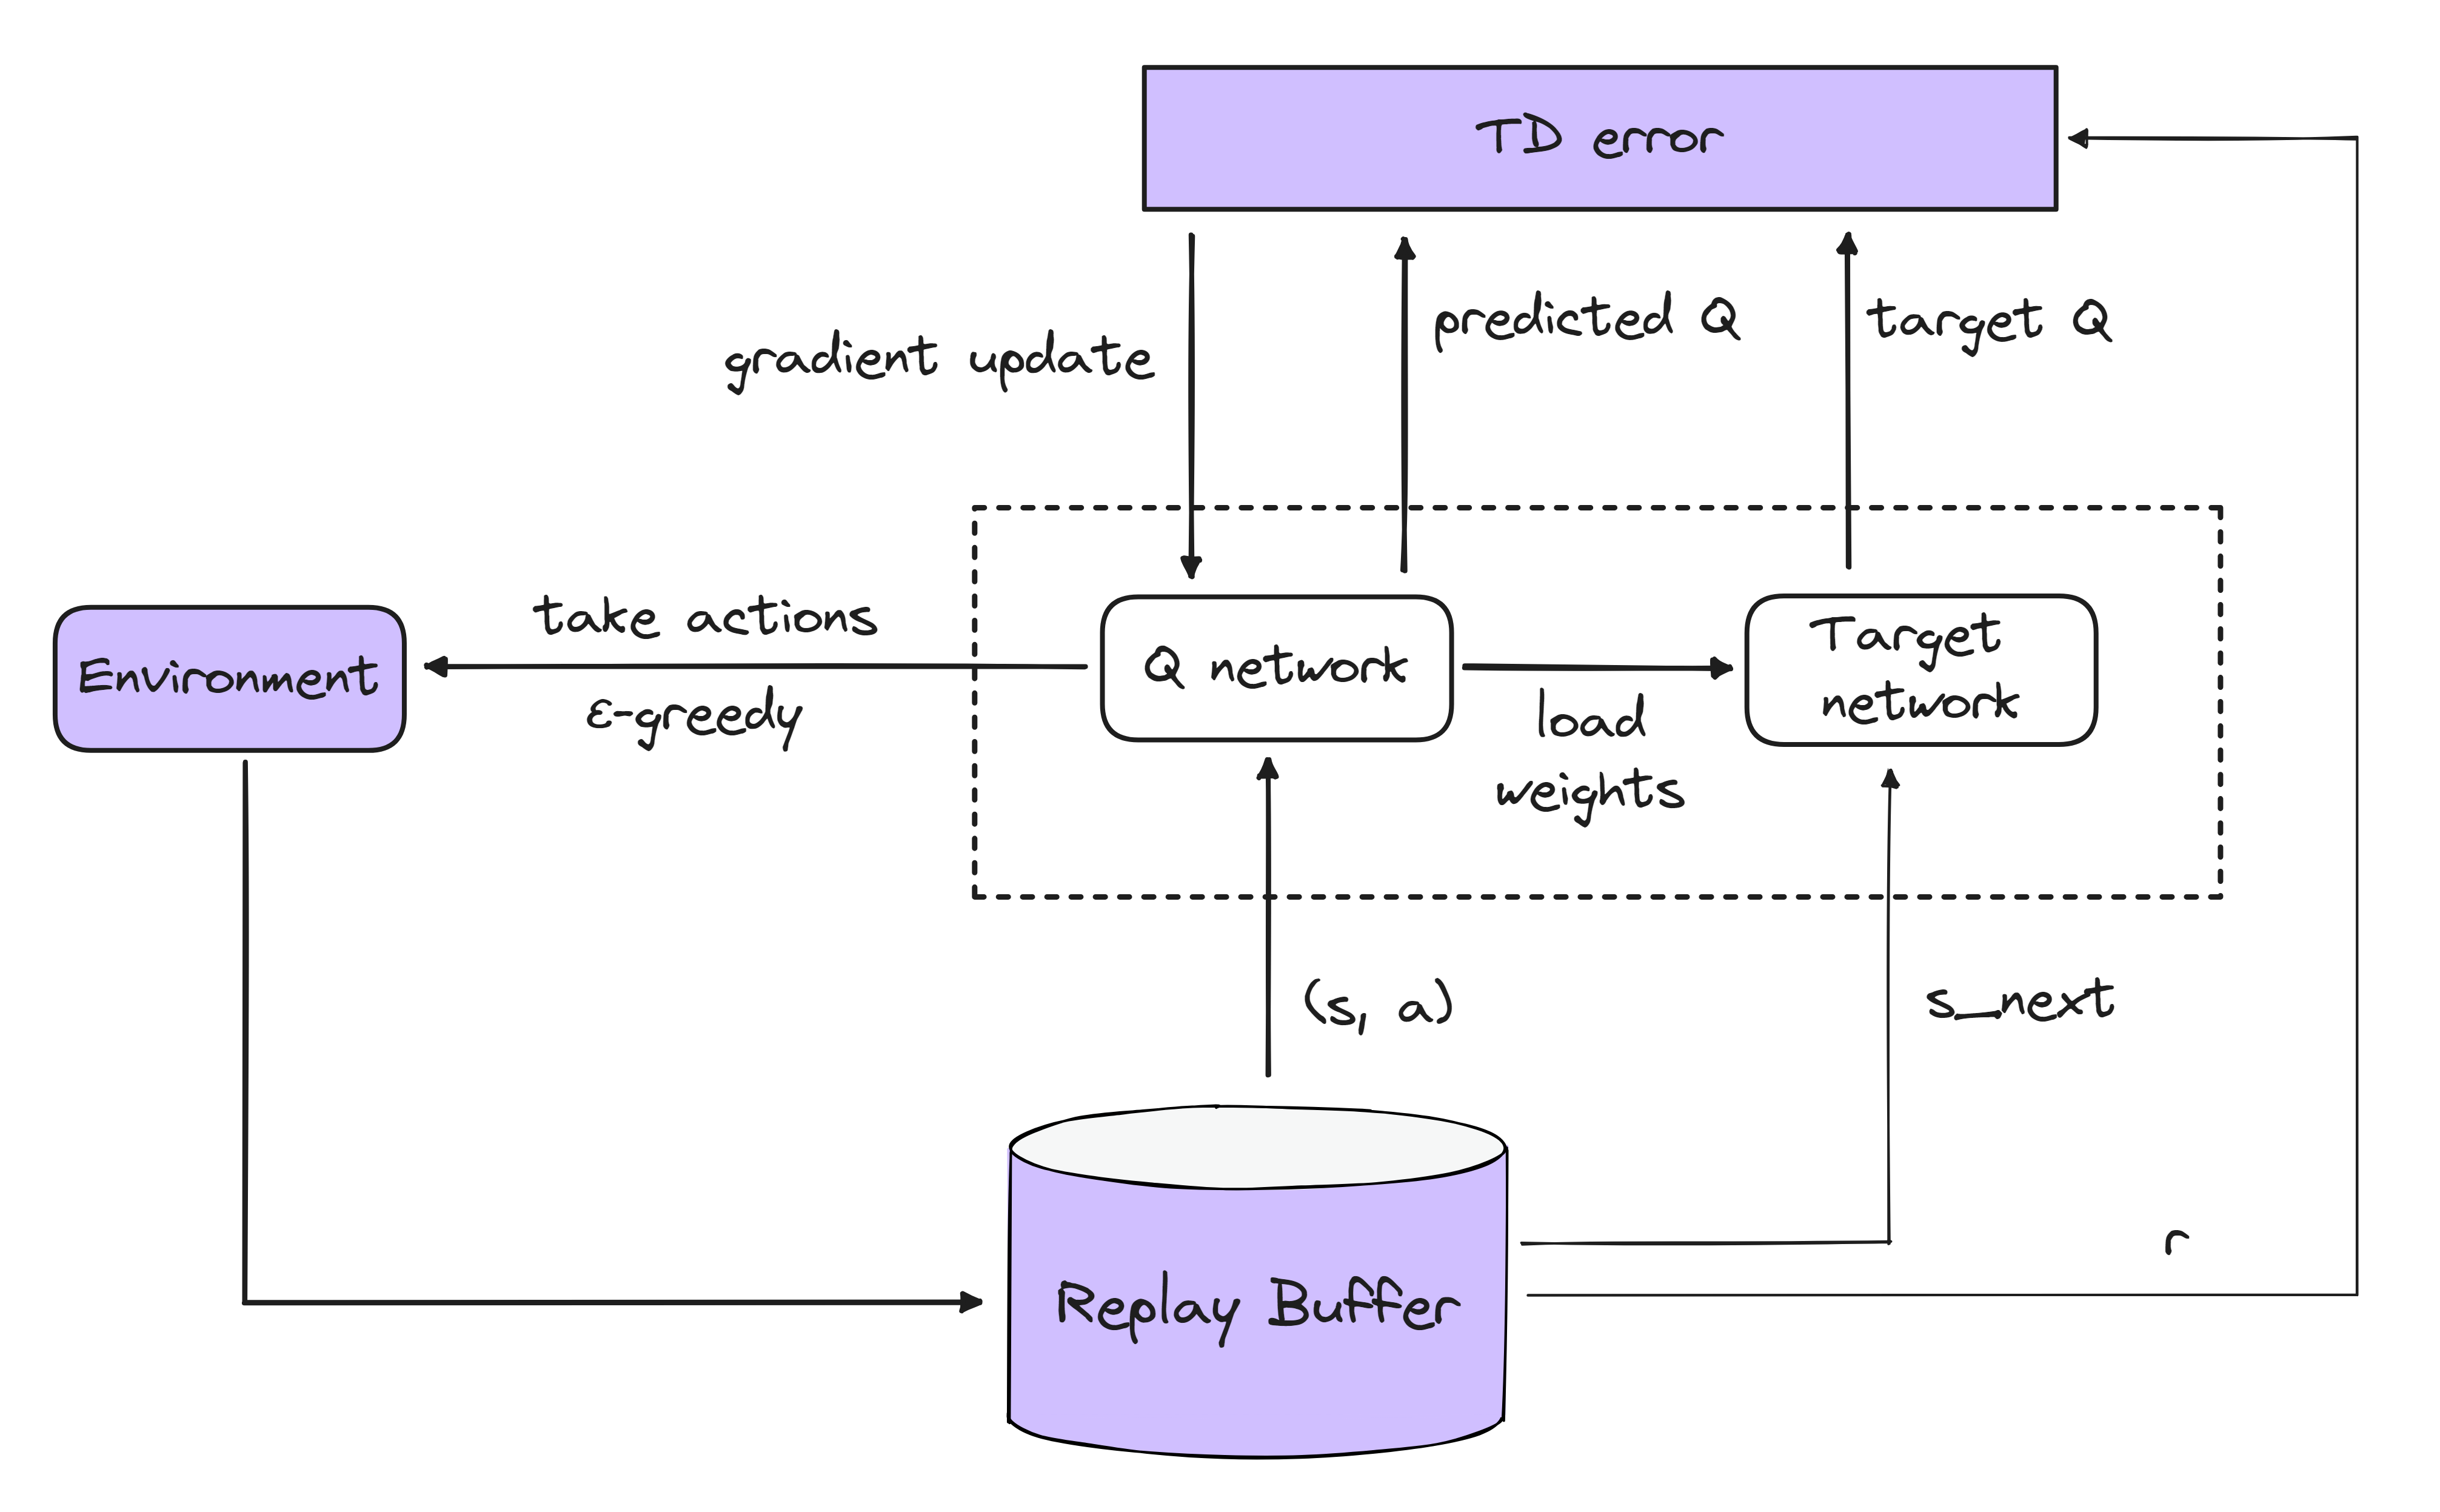 TD error
gradient update
predicted Q
target Q
Environment
take actions
ε-greedy
Q network
load
weights
Target
network
(s, a)
s_next
r
Replay Buffer